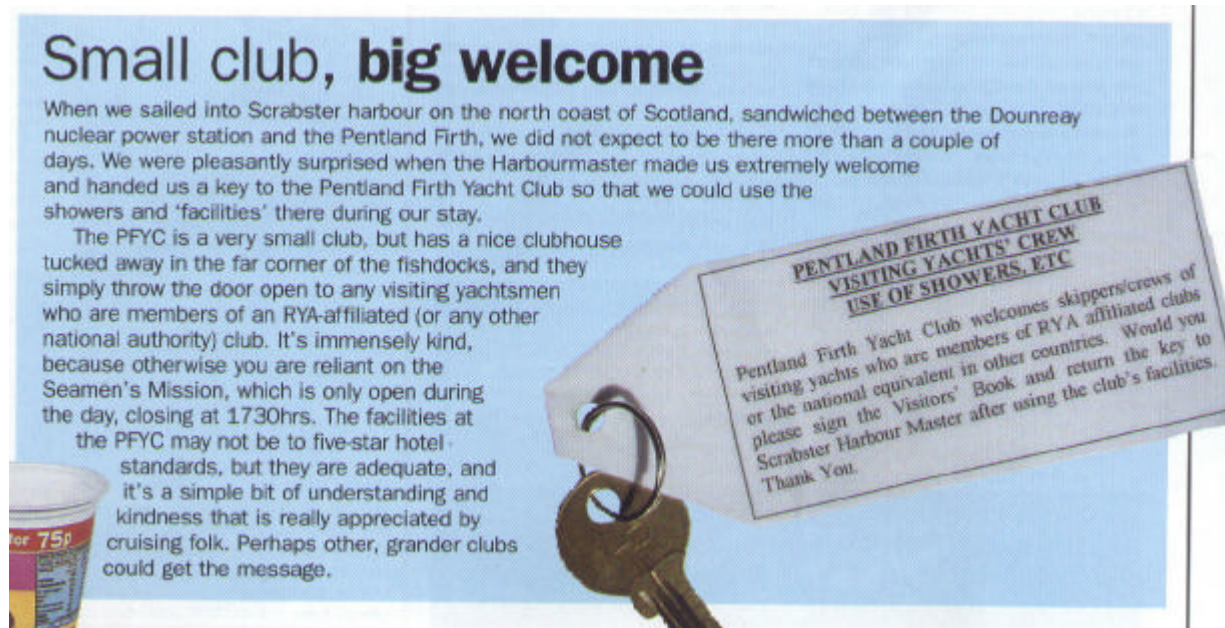 Small club, big welcome
When we sailed into Scrabster harbour on the north coast of Scotland, sandwiched between the Dounreay
nuclear power station and the Pentland Firth, we did not expect to be there more than a couple of
days. We were pleasantly surprised when the Harbourmaster made us extremely welcome
and handed us a key to the Pentland Firth Yacht Club so that we could use the
showers and ‘facilities’ there during our stay.
The PFYC is a very small club, but has a nice clubhouse
tucked away in the far corner of the fishdocks, and they
simply throw the door open to any visiting yachtsmen
who are members of an RYA-affiliated (or any other
national authority) club. It's immensely kind,
because otherwise you are reliant on the
Seamen's Mission, which is only open during
the day, closing at 1730hrs. The facilities at
the PFYC may not be to five-star hotel
standards, but they are adequate, and
it's a simple bit of understanding and
kindness that is really appreciated by
cruising folk. Perhaps other, grander clubs
could get the message.
PENTLAND FIRTH YACHT CLUB
VISITING YACHTS' CREW
USE OF SHOWERS, ETC
Pentland Firth Yacht Club welcomes skippers/crews of
visiting yachts who are members of RYA affiliated clubs
or the national equivalent in other countries. Would you
please sign the Visitors' Book and return the key to
Scrabster Harbour Master after using the club's facilities.
Thank You.
for 75p